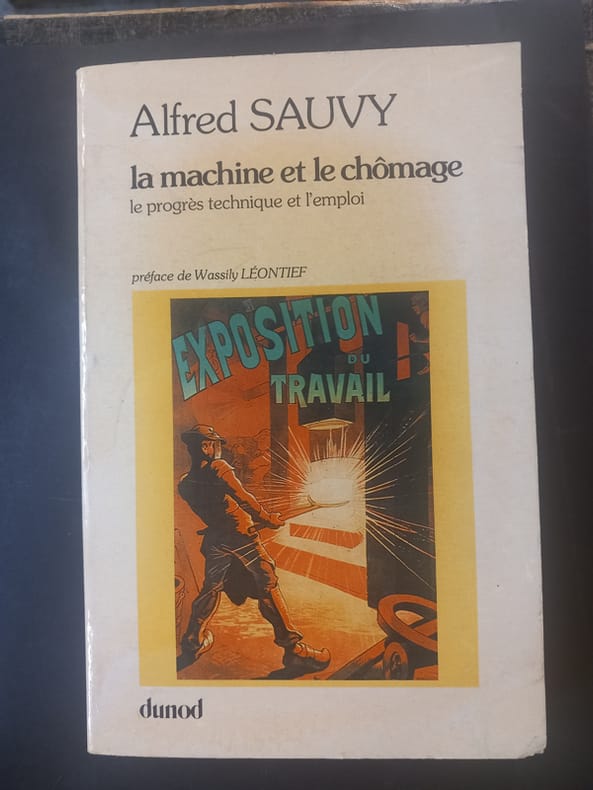 Alfred SAUVY
la machine et le chômage
le progrès technique et l'emploi
préface de Wassily LÉONTIEF
EXPOSITION
DU
TRAVAIL
dunod